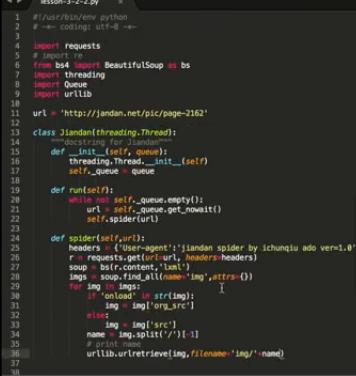 lesson-3-2-2.py
1 #!/usr/bin/env python
2 # -*- coding: utf-8 -*-
3
4 import requests
5 # import re
6 from bs4 import BeautifulSoup as bs
7 import threading
8 import Queue
9 import urllib
10
11 url = 'http://jandan.net/pic/page-2162'
12
13 class Jiandan(threading.Thread):
14 """docstring for Jiandan"""
15 def __init__(self, queue):
16 threading.Thread.__init__(self)
17 self._queue = queue
18
19 def run(self):
20 while not self._queue.empty():
21 url = self._queue.get_nowait()
22 self.spider(url)
23
24 def spider(self,url):
25 headers = {'User-agent':'jiandan spider by ichunqiu ado ver=1.0'
26 r = requests.get(url=url, headers=headers)
27 soup = bs(r.content,'lxml')
28 imgs = soup.find_all(name='img',attrs={})
29 for img in imgs:
30 if 'onload' in str(img):
31 img = img['org_src']
32 else:
33 img = img['src']
34 name = img.split('/')[-1]
35 # print name
36 urllib.urlretrieve(img,filename='img/'+name)
37
38